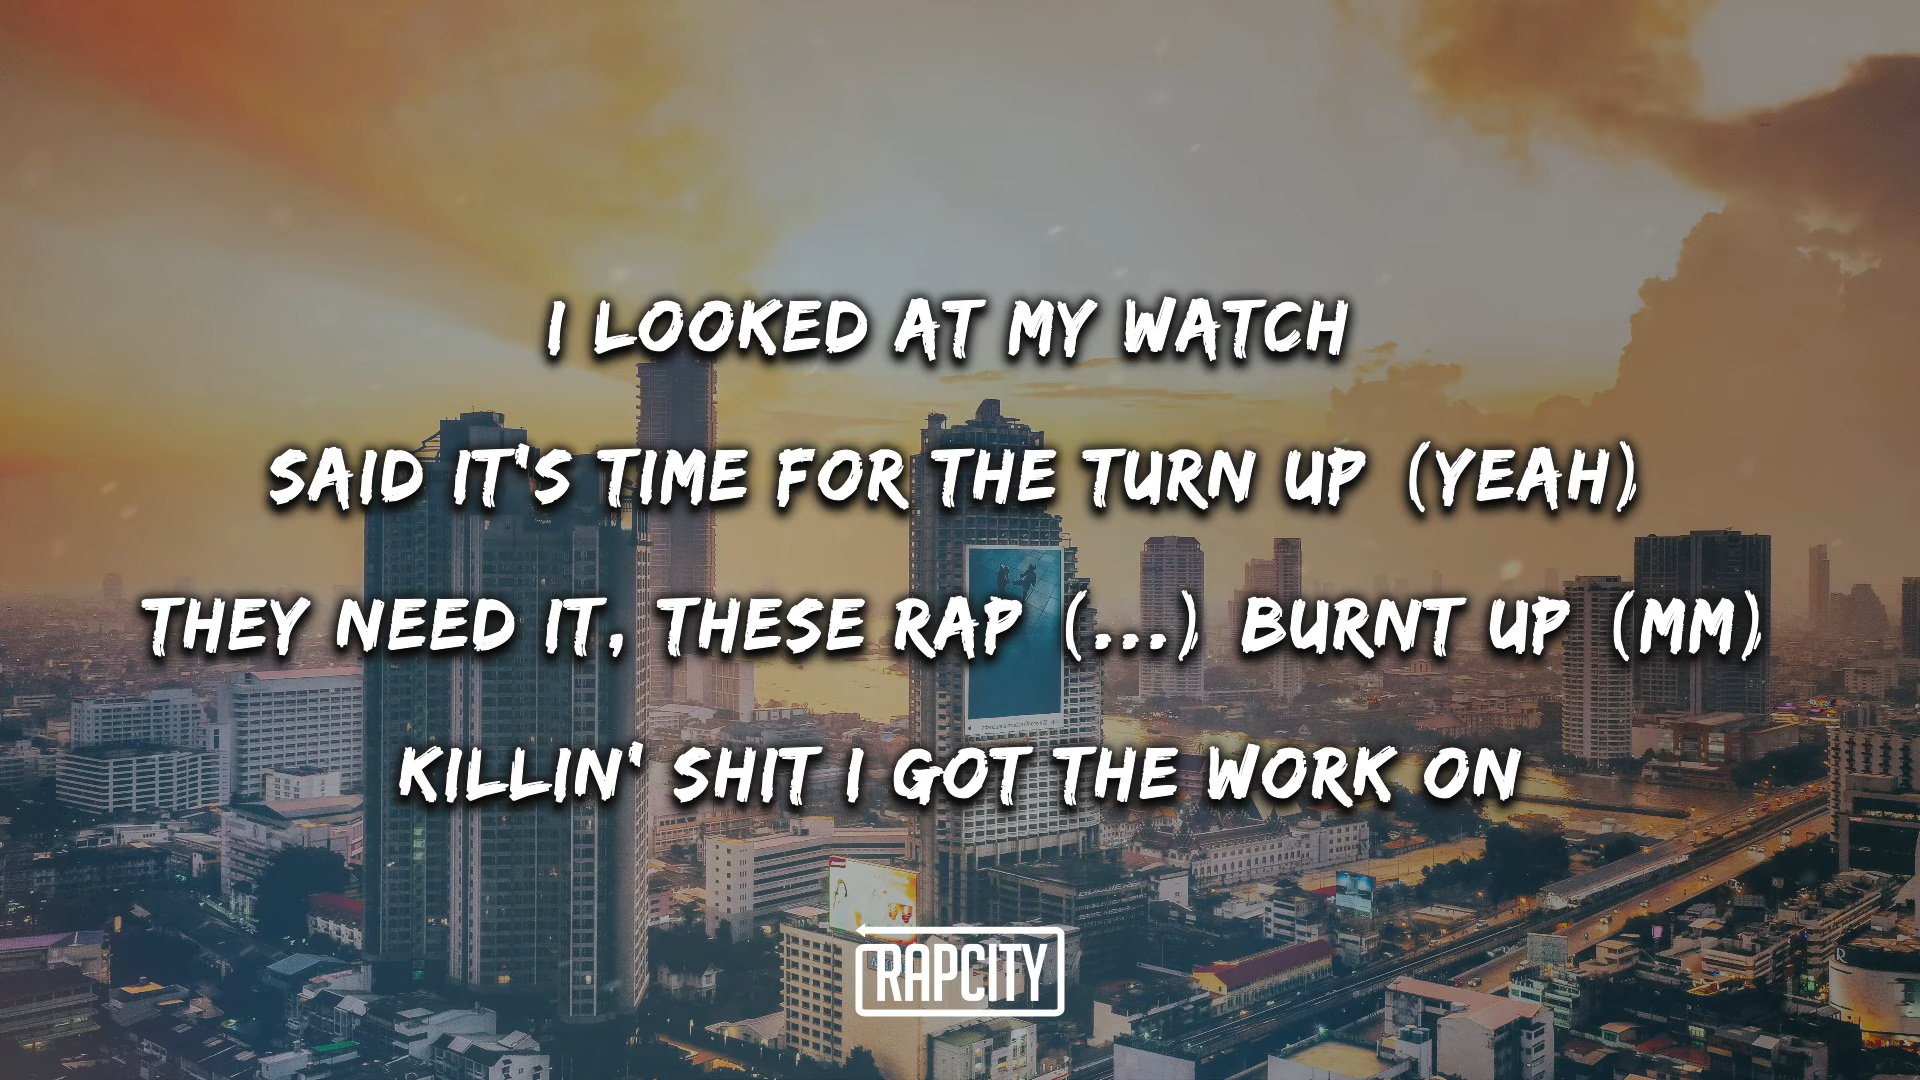 I LOOKED AT MY WATCH
SAID IT'S TIME FOR THE TURN UP (YEAH)
THEY NEED IT, THESE RAP (...) BURNT UP (MM)
KILLIN' SHIT I GOT THE WORK ON
RAPCITY